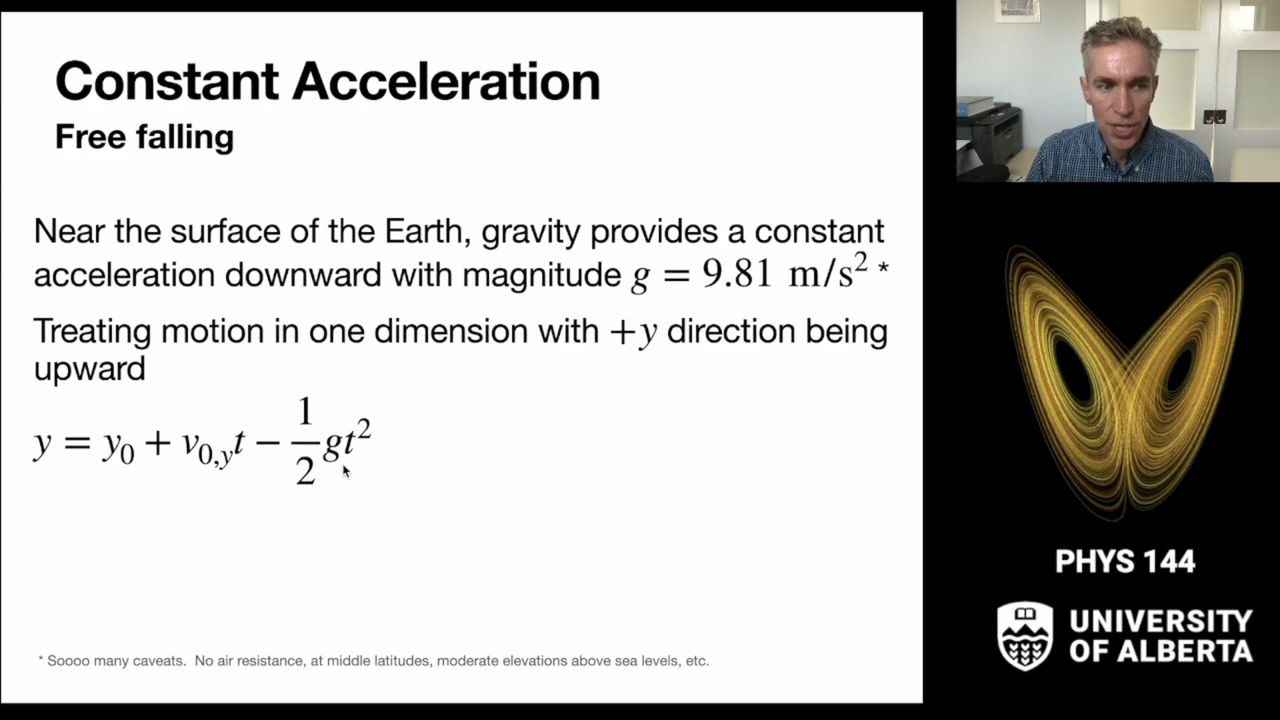 Constant Acceleration
Free falling
Near the surface of the Earth, gravity provides a constant
acceleration downward with magnitude g = 9.81 m/s² *
Treating motion in one dimension with +y direction being
upward
y = y₀ + v₀,ᵧt − 1/2 gt²
* Soooo many caveats. No air resistance, at middle latitudes, moderate elevations above sea levels, etc.
PHYS 144
UNIVERSITY
OF ALBERTA